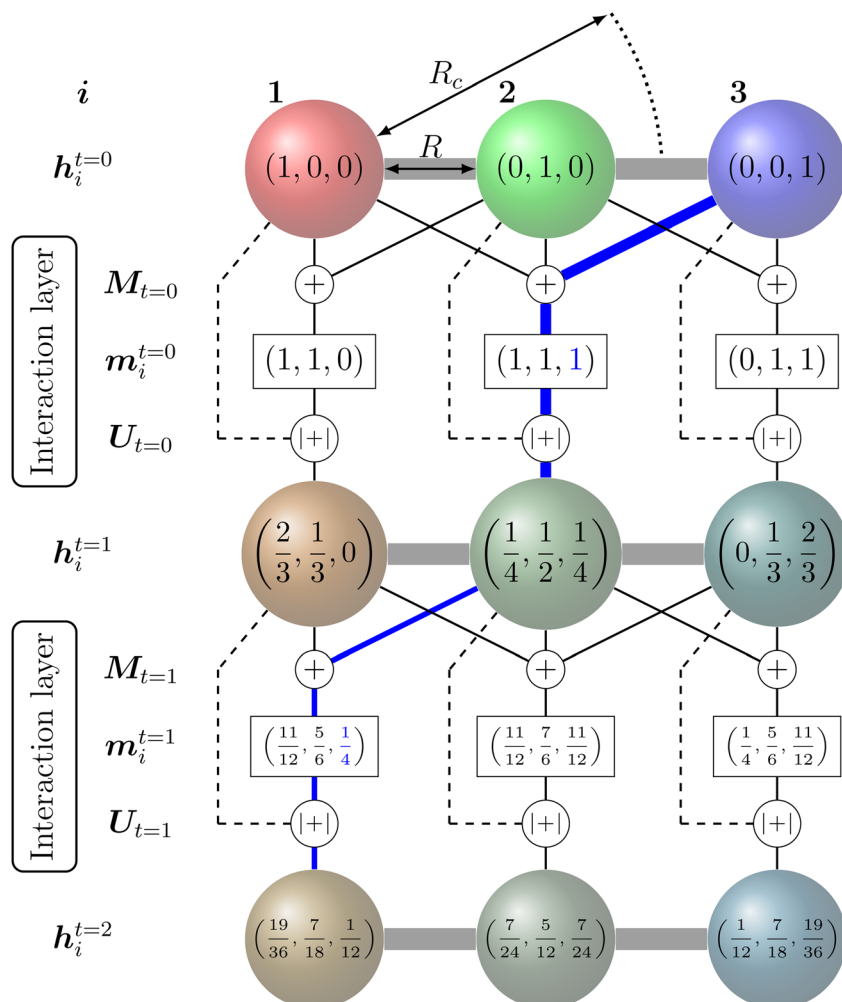 R_c
i 1 2 3
h_i^{t=0} (1, 0, 0) R (0, 1, 0) (0, 0, 1)
Interaction layer
M_{t=0} + + +
m_i^{t=0} (1, 1, 0) (1, 1, 1) (0, 1, 1)
U_{t=0} |+| |+| |+|
h_i^{t=1} (2/3, 1/3, 0) (1/4, 1/2, 1/4) (0, 1/3, 2/3)
Interaction layer
M_{t=1} + + +
m_i^{t=1} (11/12, 5/6, 1/4) (11/12, 7/6, 11/12) (1/4, 5/6, 11/12)
U_{t=1} |+| |+| |+|
h_i^{t=2} (19/36, 7/18, 1/12) (7/24, 5/12, 7/24) (1/12, 7/18, 19/36)